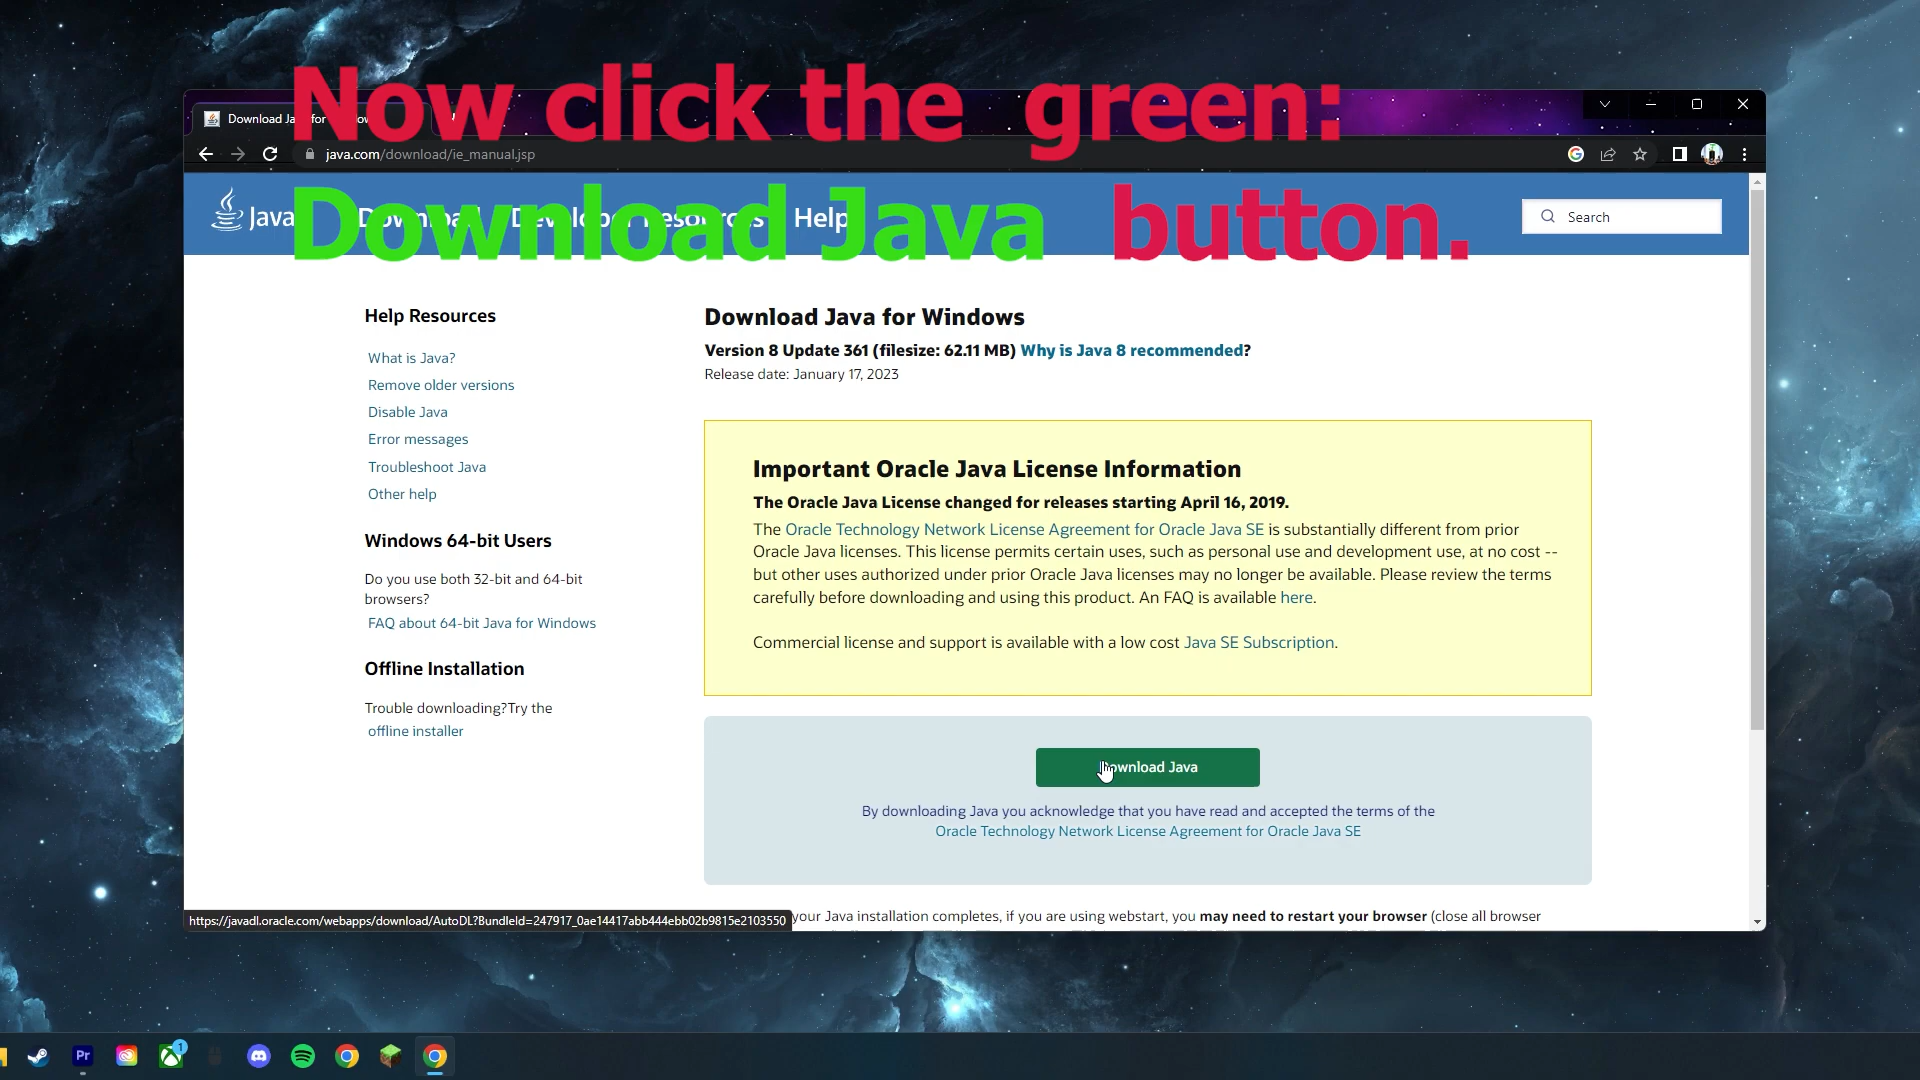 Now click the green:
Download Java button.
Download Ja for
java.com/download/ie_manual.jsp
Java
Download Developer Resources Help
Search
Help Resources
What is Java?
Remove older versions
Disable Java
Error messages
Troubleshoot Java
Other help
Windows 64-bit Users
Do you use both 32-bit and 64-bit
browsers?
FAQ about 64-bit Java for Windows
Offline Installation
Trouble downloading?Try the
offline installer
Download Java for Windows
Version 8 Update 361 (filesize: 62.11 MB) Why is Java 8 recommended?
Release date: January 17, 2023
Important Oracle Java License Information
The Oracle Java License changed for releases starting April 16, 2019.
The Oracle Technology Network License Agreement for Oracle Java SE is substantially different from prior
Oracle Java licenses. This license permits certain uses, such as personal use and development use, at no cost --
but other uses authorized under prior Oracle Java licenses may no longer be available. Please review the terms
carefully before downloading and using this product. An FAQ is available here.
Commercial license and support is available with a low cost Java SE Subscription.
Download Java
By downloading Java you acknowledge that you have read and accepted the terms of the
Oracle Technology Network License Agreement for Oracle Java SE
your Java installation completes, if you are using webstart, you may need to restart your browser (close all browser
https://javadl.oracle.com/webapps/download/AutoDL?BundleId=247917_0ae14417abb444ebb02b9815e2103550
Pr
1